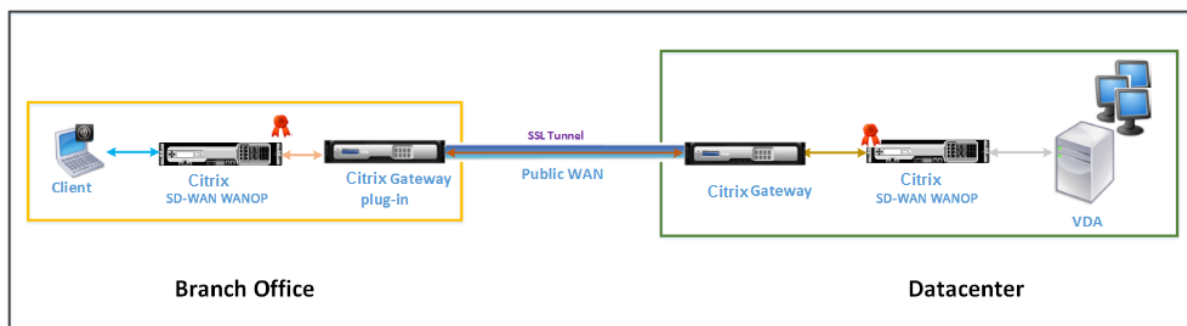 SSL Tunnel
Public WAN
Client
Citrix
SD-WAN WANOP
Citrix Gateway
plug-in
Citrix Gateway
Citrix
SD-WAN WANOP
VDA
Branch Office
Datacenter